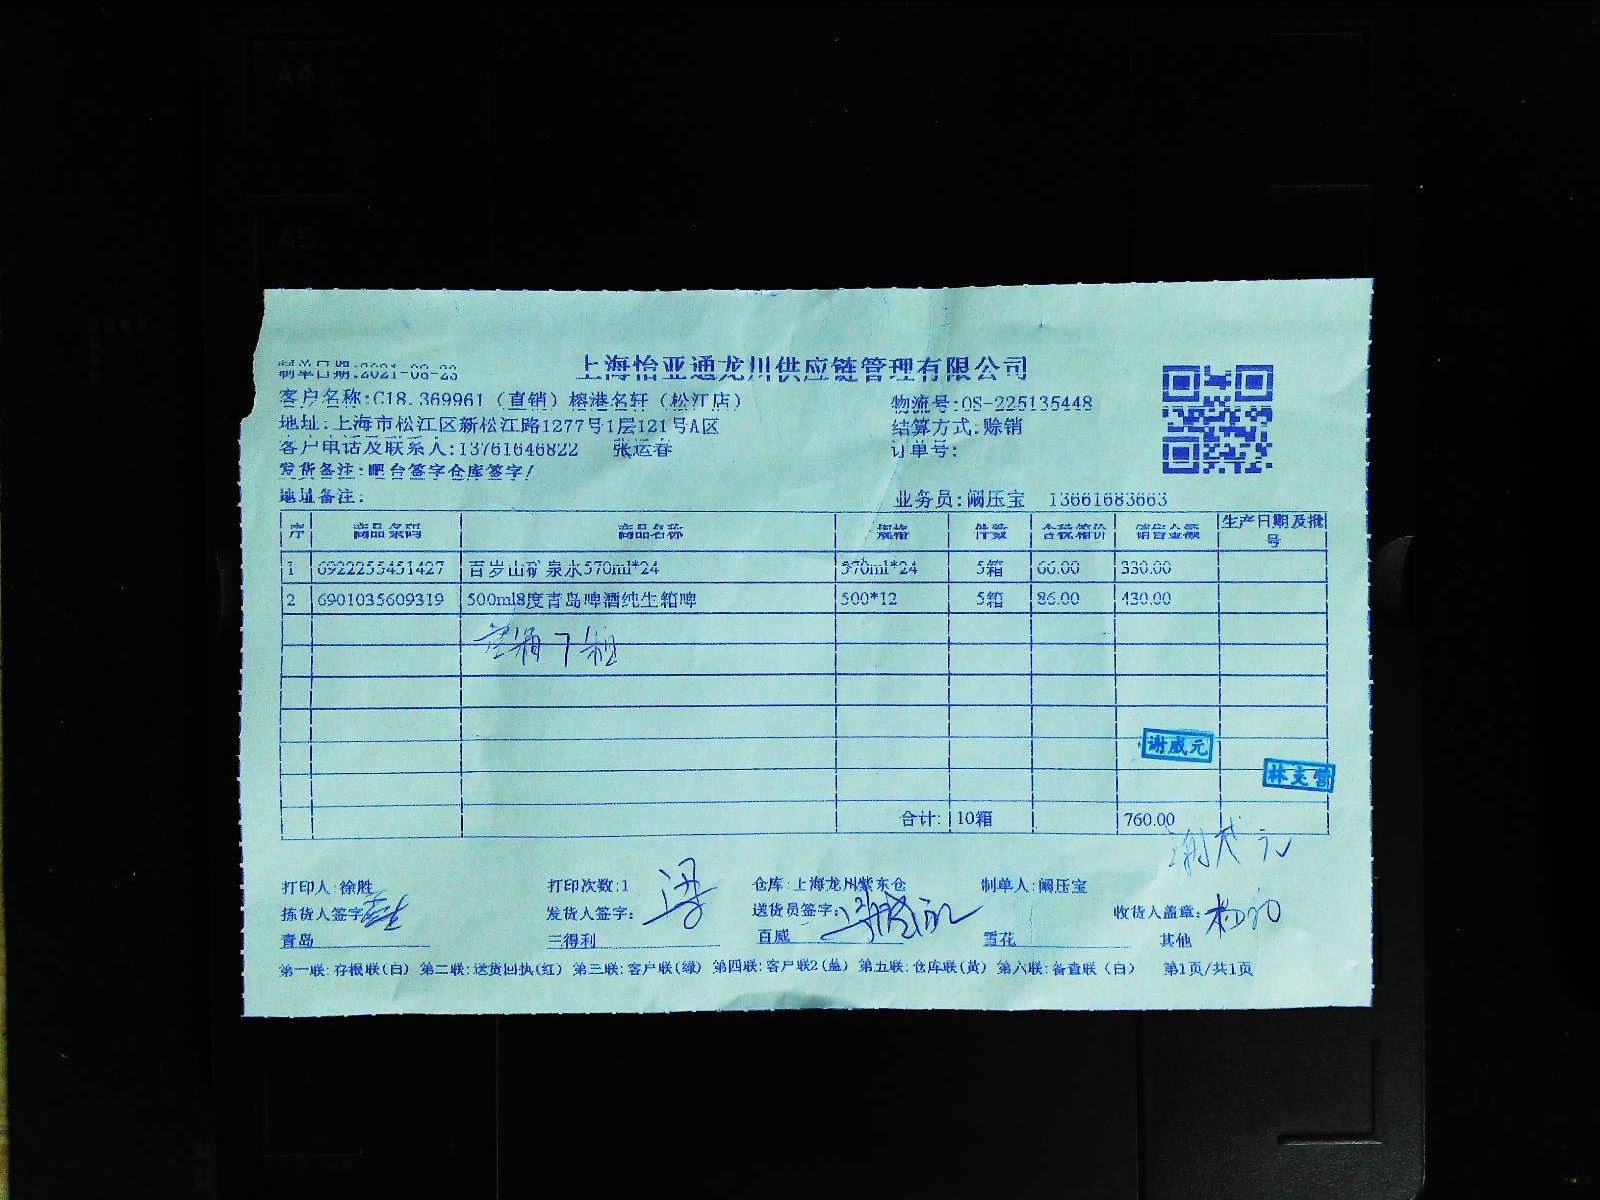 A4
A5
上海怡亚通龙川供应链管理有限公司
制单日期:2021-08-23
客户名称:C18.369961（直销）榕港名轩（松江店）
物流号:OS-225135448
地址:上海市松江区新松江路1277号1层121号A区
结算方式:赊销
客户电话及联系人:13761646822 张运春
订单号:
发货备注:吧台签字仓库签字/
地址备注:
业务员:阚压宝 13661683663
序 商品条码 商品名称 规格 件数 含税箱价 销售金额 生产日期及批号
1 6922255451427 百岁山矿泉水570ml*24 570ml*24 5箱 66.00 330.00
2 6901035609319 500ml8度青岛啤酒纯生箱啤 500*12 5箱 86.00 430.00
空桶7箱
谢威元
林支营
合计: 10箱 760.00
谢威元
打印人:徐胜 打印次数:1 仓库:上海龙川紫东仓 制单人:阚压宝
拣货人签字 发货人签字: 梁 送货员签字: 收货人盖章:
青岛 三得利 百威 雪花 其他
第一联:存根联(白) 第二联:送货回执(红) 第三联:客户联(绿) 第四联:客户联2(蓝) 第五联:仓库联(黄) 第六联:备查联(白) 第1页/共1页